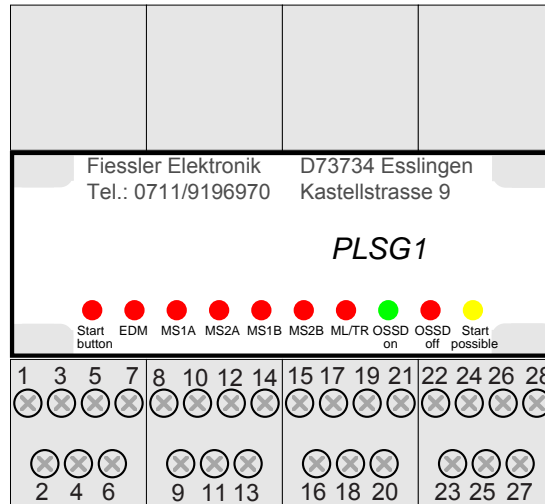 Fiessler Elektronik D73734 Esslingen
Tel.: 0711/9196970 Kastellstrasse 9
PLSG1
Start button EDM MS1A MS2A MS1B MS2B ML/TR OSSD on OSSD off Start possible
1 3 5 7 8 10 12 14 15 17 19 21 22 24 26 28
2 4 6 9 11 13 16 18 20 23 25 27